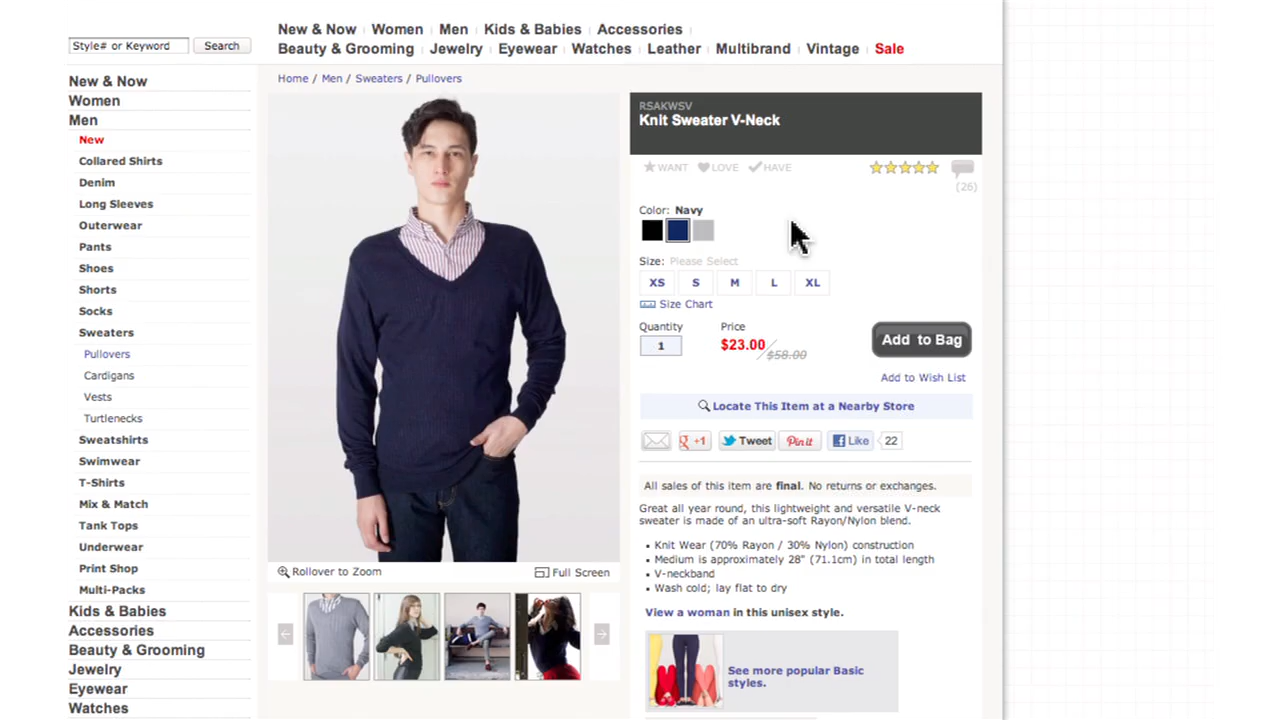 New & Now Women Men Kids & Babies Accessories
Style# or Keyword Search
Beauty & Grooming Jewelry Eyewear Watches Leather Multibrand Vintage Sale
Home / Men / Sweaters / Pullovers
New & Now
Women
Men
New
Collared Shirts
Denim
Long Sleeves
Outerwear
Pants
Shoes
Shorts
Socks
Sweaters
Pullovers
Cardigans
Vests
Turtlenecks
Sweatshirts
Swimwear
T-Shirts
Mix & Match
Tank Tops
Underwear
Print Shop
Multi-Packs
Kids & Babies
Accessories
Beauty & Grooming
Jewelry
Eyewear
Watches
Rollover to Zoom Full Screen
RSAKWSV
Knit Sweater V-Neck
WANT LOVE HAVE
(26)
Color: Navy
Size: Please Select
XS S M L XL
Size Chart
Quantity Price
1 $23.00/$58.00
Add to Bag
Add to Wish List
Locate This Item at a Nearby Store
g +1 Tweet Pin it Like 22
All sales of this item are final. No returns or exchanges.
Great all year round, this lightweight and versatile V-neck
sweater is made of an ultra-soft Rayon/Nylon blend.
Knit Wear (70% Rayon / 30% Nylon) construction
Medium is approximately 28" (71.1cm) in total length
V-neckband
Wash cold; lay flat to dry
View a woman in this unisex style.
See more popular Basic
styles.